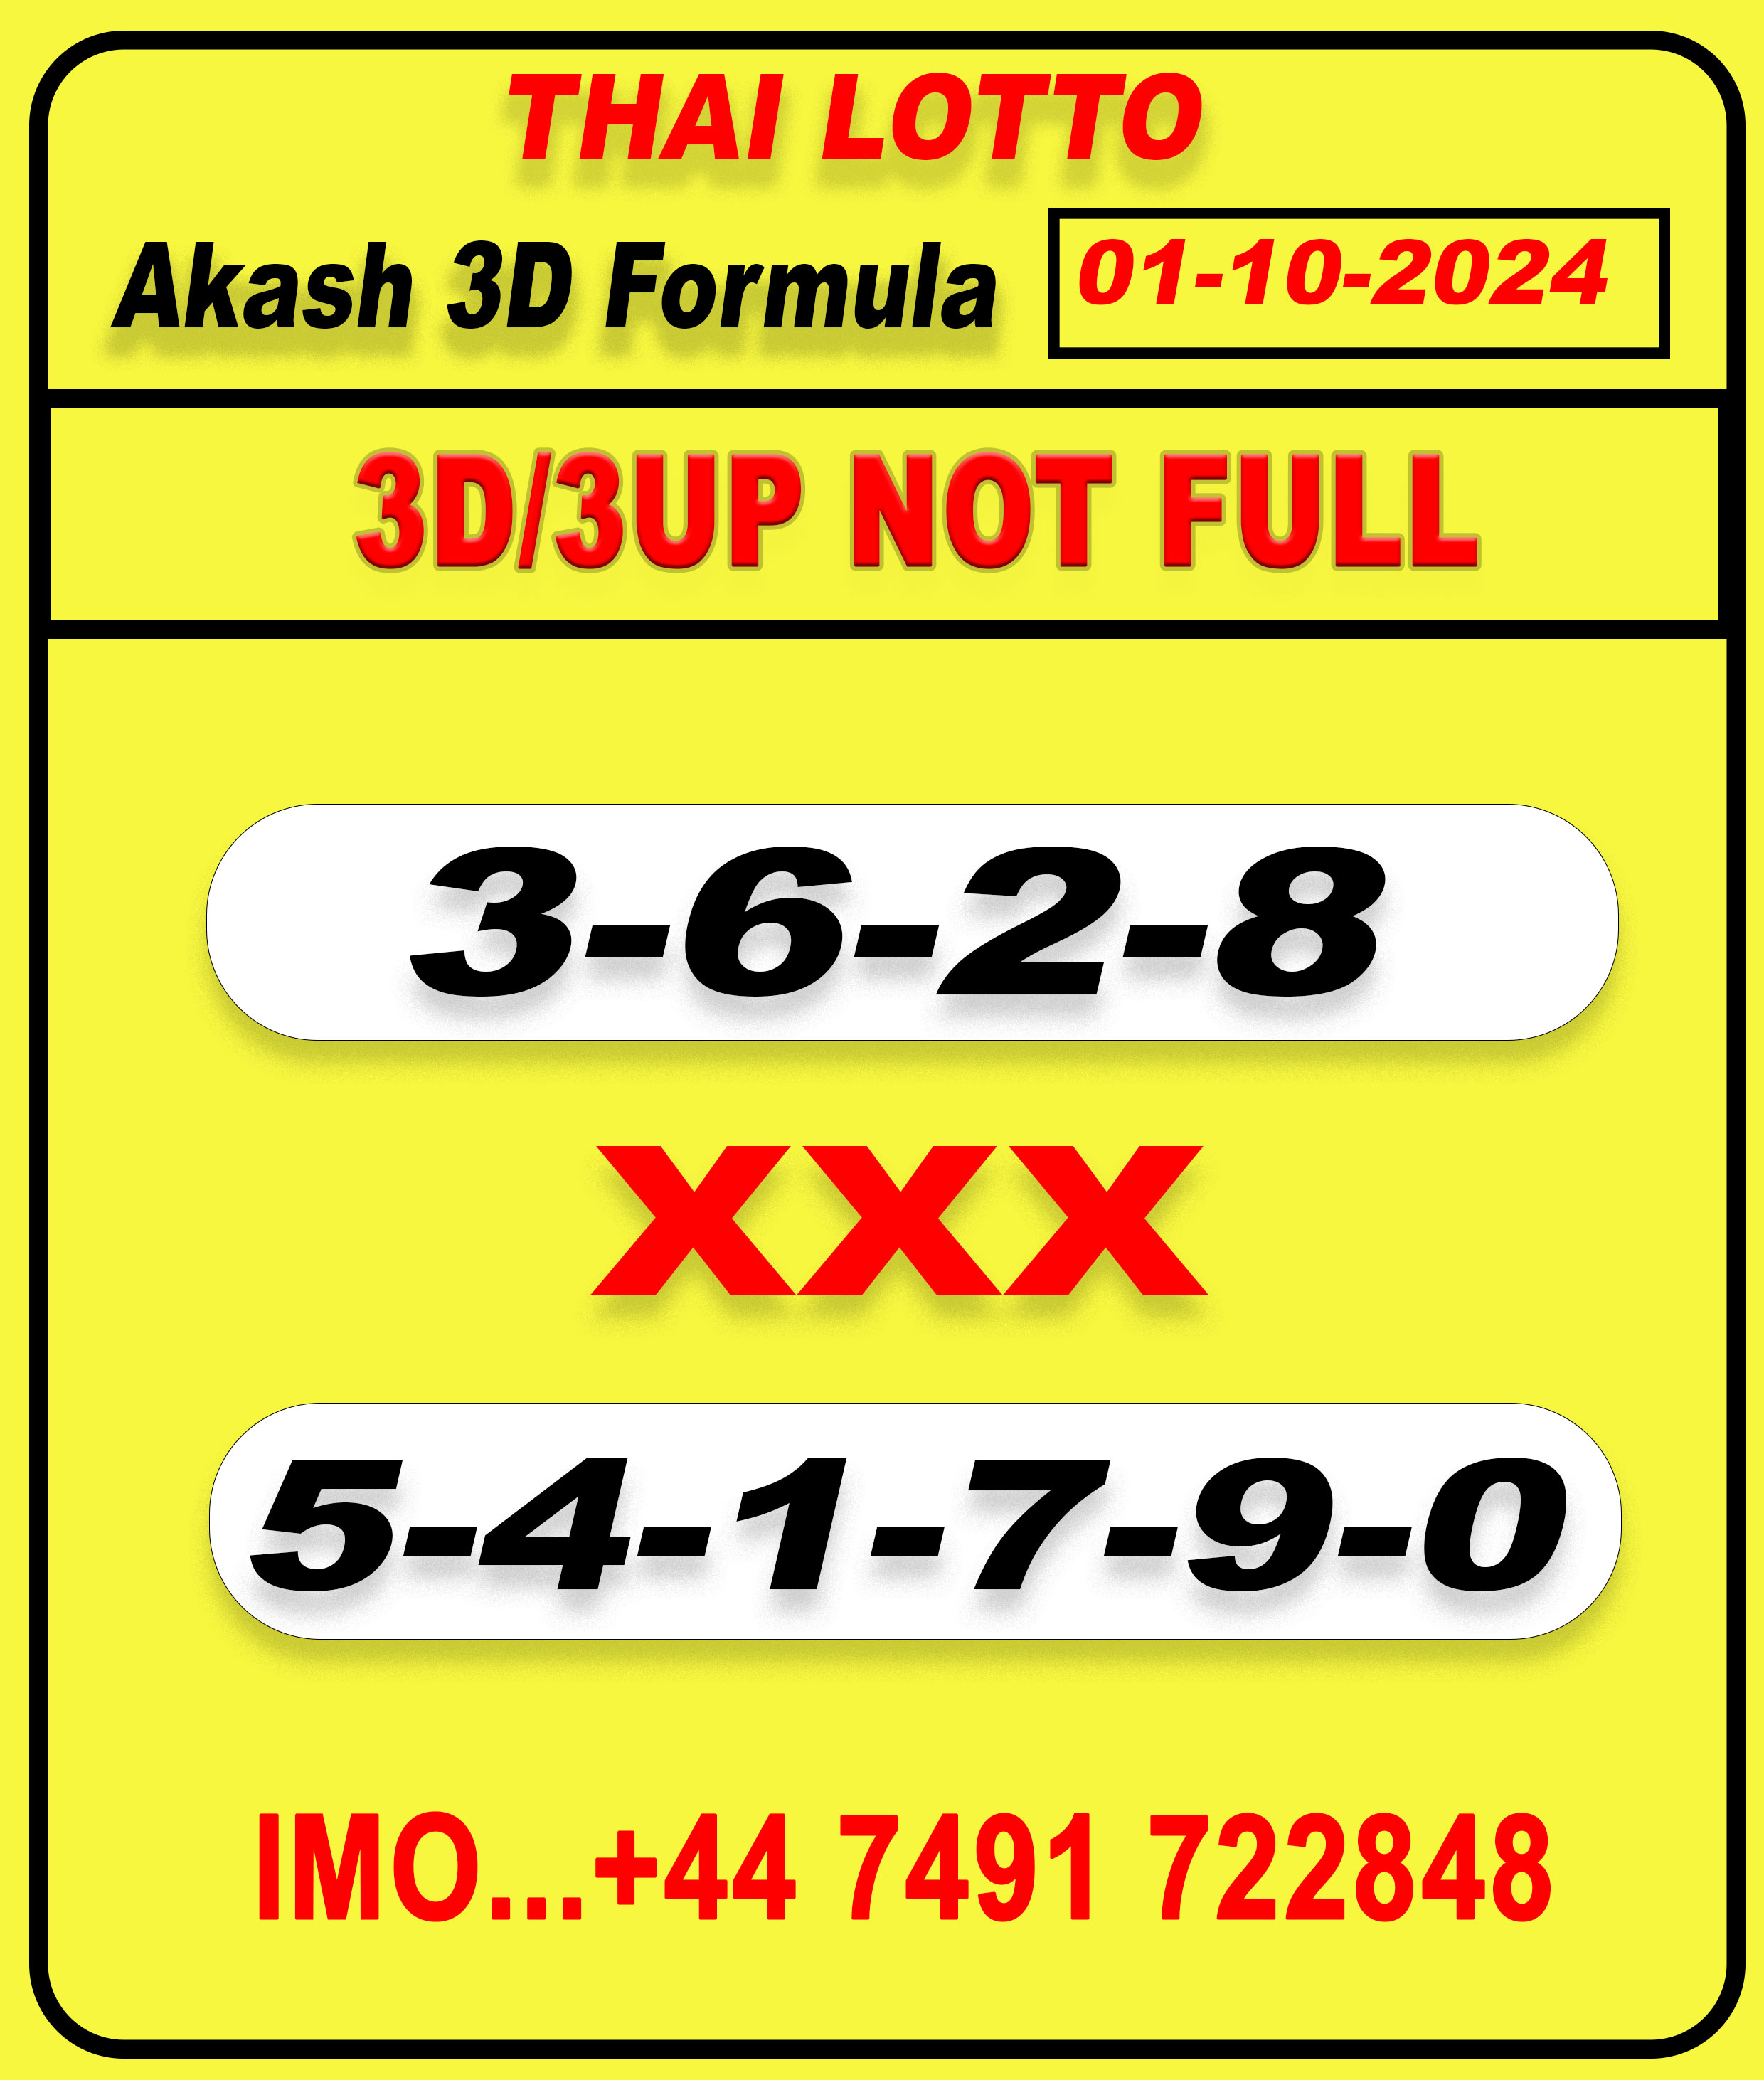 THAI LOTTO
Akash 3D Formula
01-10-2024
3D/3UP NOT FULL
3-6-2-8
XXX
5-4-1-7-9-0
IMO...+44 7491 722848